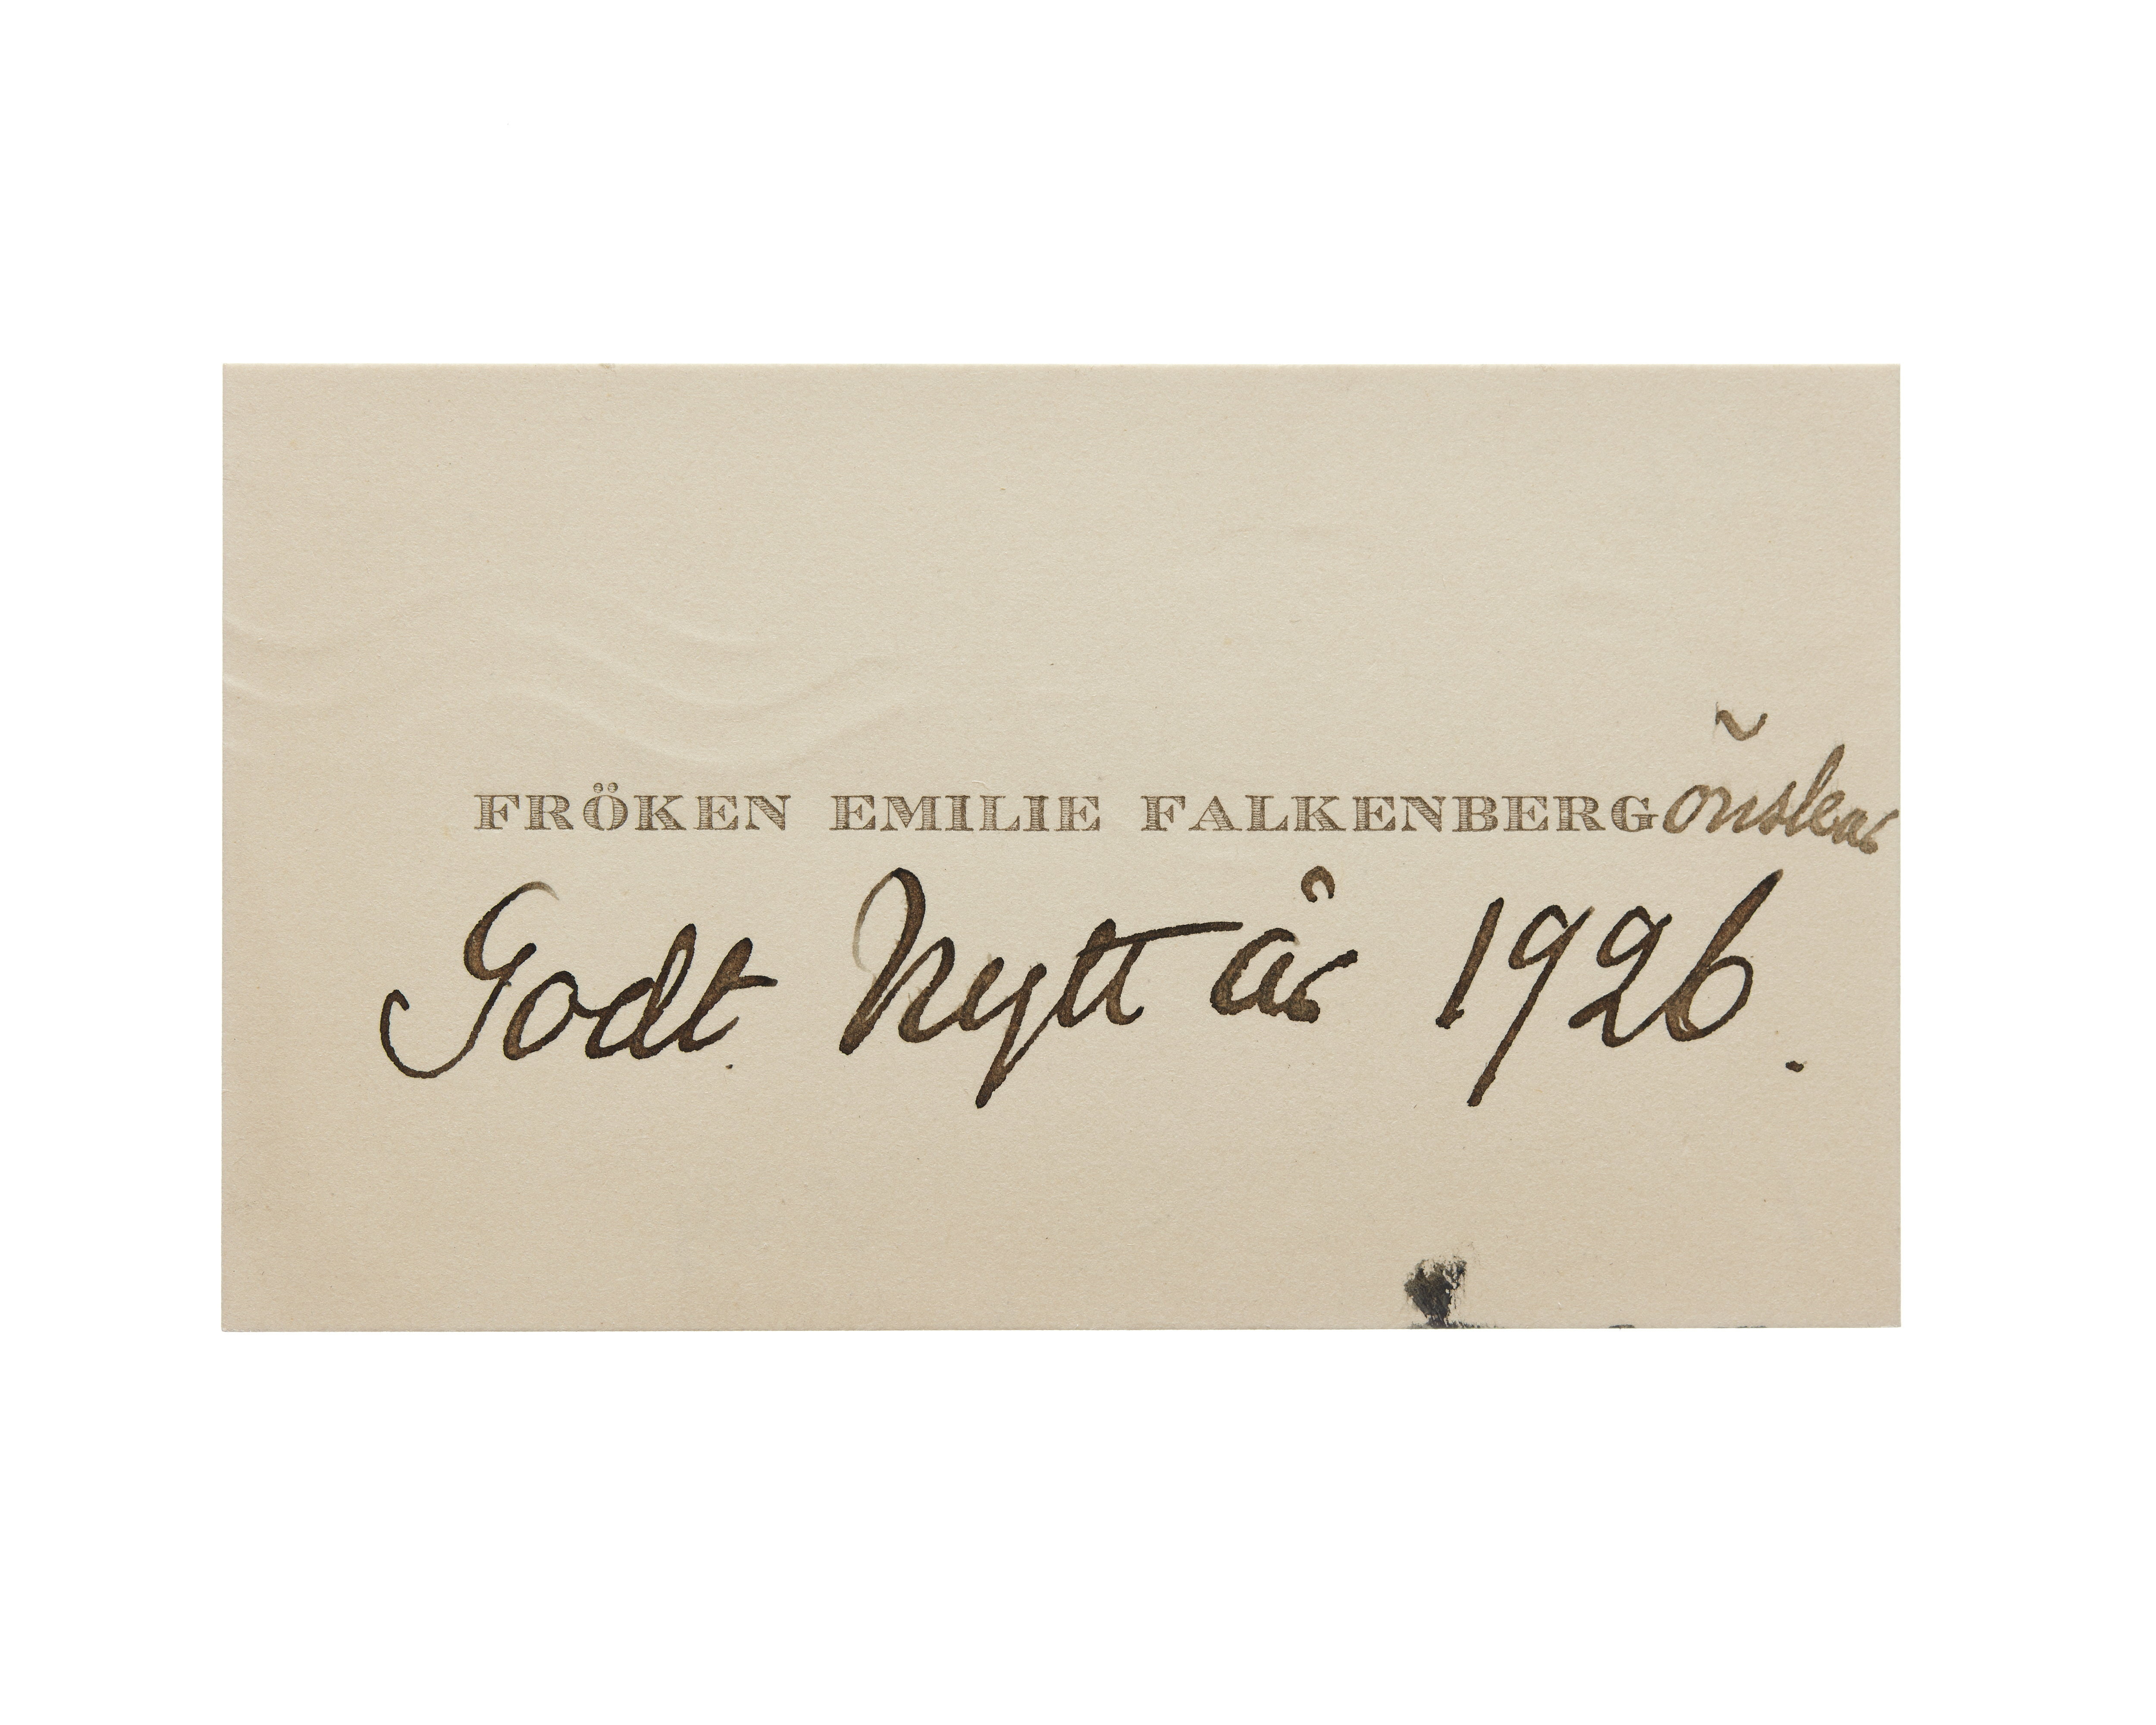 FRÖKEN EMILIE FALKENBERG önskar
Godt Nytt år 1926.